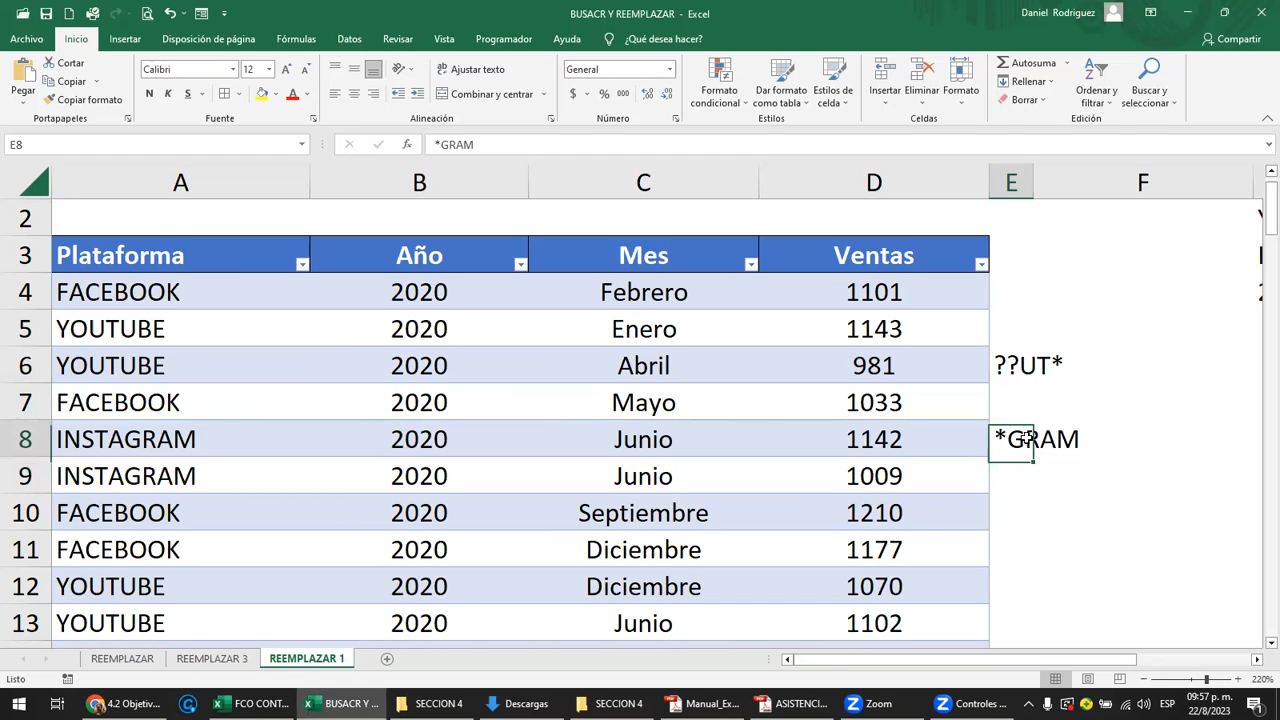 BUSACR Y REEMPLAZAR - Excel
Daniel Rodriguez
Archivo Inicio Insertar Disposición de página Fórmulas Datos Revisar Vista Programador Ayuda ¿Qué desea hacer? Compartir
Pegar
Cortar
Copiar
Copiar formato
Portapapeles
Calibri 12
N K S
Fuente
Ajustar texto
Combinar y centrar
Alineación
General
$ % 000
Número
Formato condicional
Dar formato como tabla
Estilos de celda
Estilos
Insertar Eliminar Formato
Celdas
Autosuma
Rellenar
Borrar
Ordenar y filtrar
Buscar y seleccionar
Edición
E8 fx *GRAM
A B C D E F
2
3 Plataforma Año Mes Ventas
4 FACEBOOK 2020 Febrero 1101
5 YOUTUBE 2020 Enero 1143
6 YOUTUBE 2020 Abril 981 ??UT*
7 FACEBOOK 2020 Mayo 1033
8 INSTAGRAM 2020 Junio 1142 *GRAM
9 INSTAGRAM 2020 Junio 1009
10 FACEBOOK 2020 Septiembre 1210
11 FACEBOOK 2020 Diciembre 1177
12 YOUTUBE 2020 Diciembre 1070
13 YOUTUBE 2020 Junio 1102
REEMPLAZAR REEMPLAZAR 3 REEMPLAZAR 1
Listo 220%
4.2 Objetiv... FCO CONT... BUSACR Y ... SECCION 4 Descargas SECCION 4 Manual_Ex... ASISTENCI... Zoom Controles ... ESP 09:57 p. m.
22/8/2023